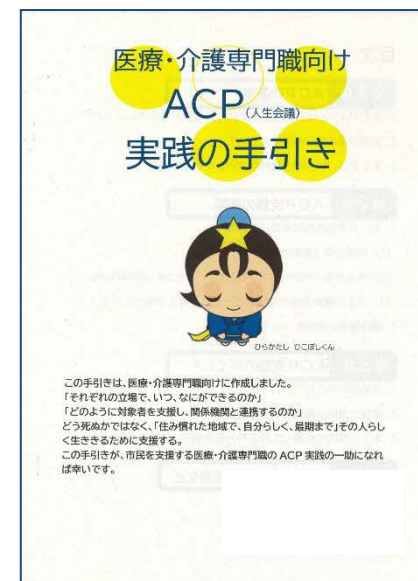 医療・介護専門職向け
ACP(人生会議)
実践の手引き
ひらかたし ひこぼしくん
この手引きは、医療・介護専門職向けに作成しました。
「それぞれの立場で、いつ、なにができるのか」
「どのように対象者を支援し、関係機関と連携するのか」
どう死ぬかではなく、「住み慣れた地域で、自分らしく、最期まで」その人らし
く生ききるために支援する。
この手引きが、市民を支援する医療・介護専門職の ACP 実践の一助になれ
ば幸いです。